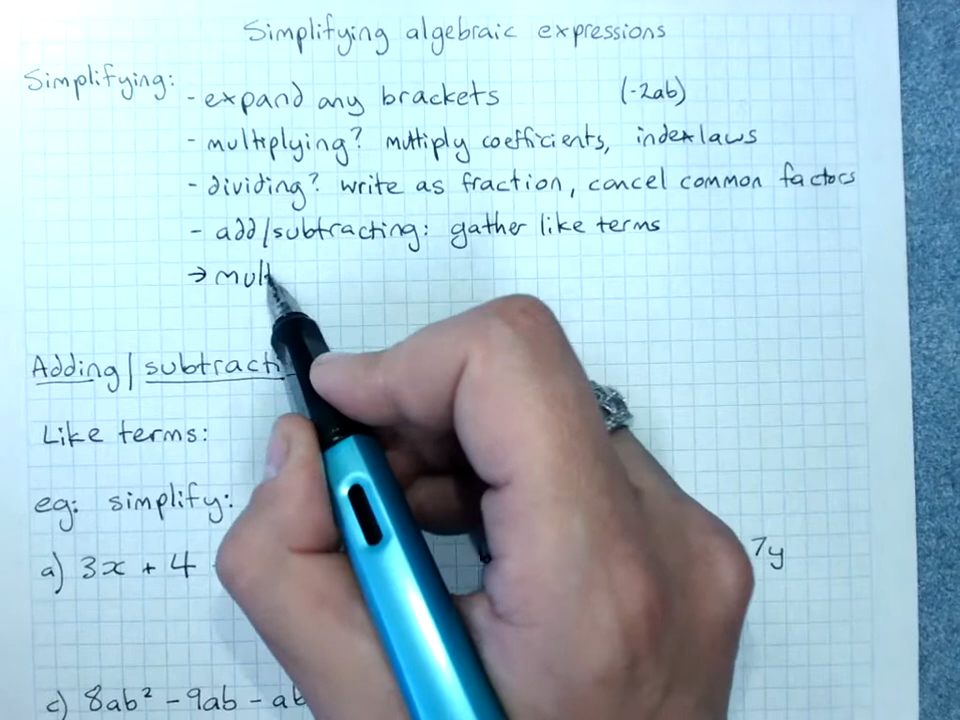 Simplifying algebraic expressions
Simplifying:
- expand any brackets (-2ab)
- multiplying? multiply coefficients, index laws
- dividing? write as fraction, cancel common factors
- add/subtracting: gather like terms
→ mult
Adding/subtracti
Like terms:
eg: simplify:
a) 3x + 4 7y
c) 8ab² - 9ab - ab